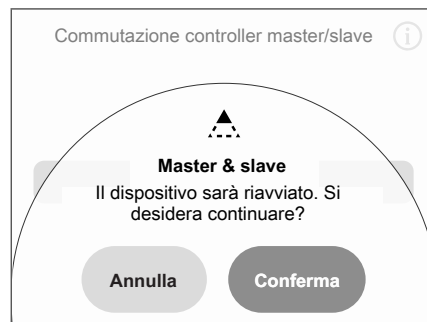 Commutazione controller master/slave
Master & slave
Il dispositivo sarà riavviato. Si
desidera continuare?
Annulla
Conferma